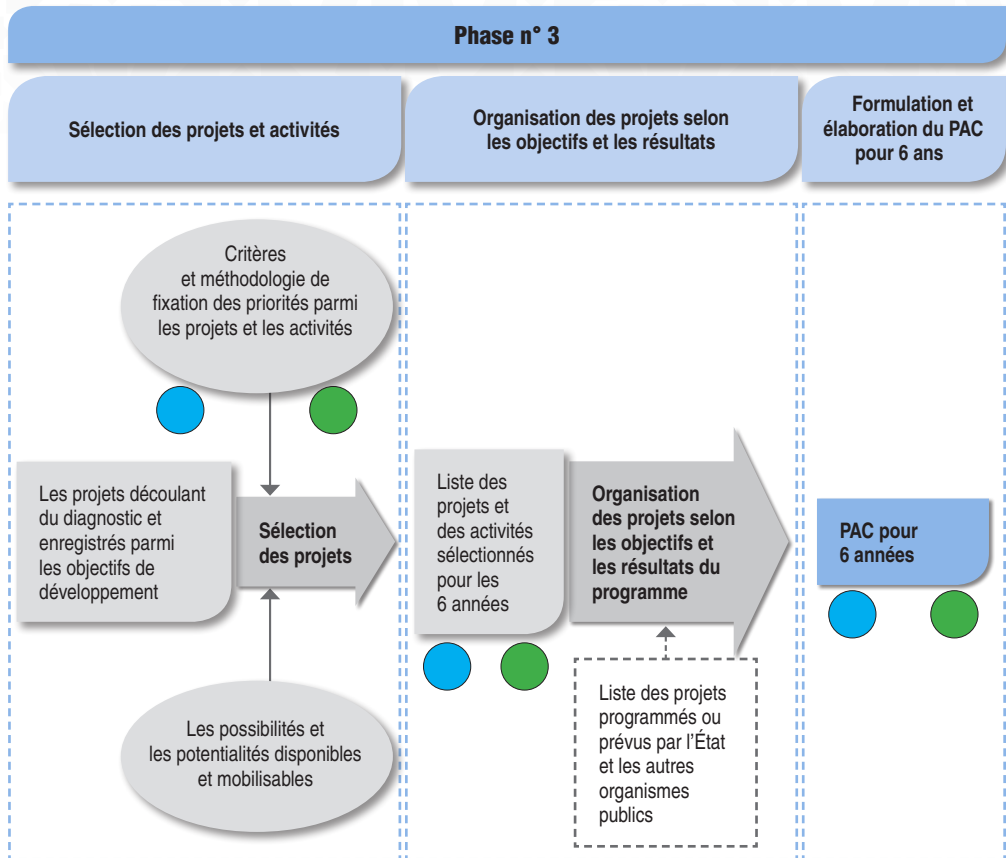 Phase n° 3
Sélection des projets et activités
Organisation des projets selon
les objectifs et les résultats
Formulation et
élaboration du PAC
pour 6 ans
Critères
et méthodologie de
fixation des priorités parmi
les projets et les activités
Les projets découlant
du diagnostic et
enregistrés parmi
les objectifs de
développement
Sélection
des projets
Les possibilités et
les potentialités disponibles
et mobilisables
Liste des
projets et
des activités
sélectionnés
pour les
6 années
Organisation
des projets selon
les objectifs et
les résultats du
programme
Liste des projets
programmés ou
prévus par l'État
et les autres
organismes
publics
PAC pour
6 années